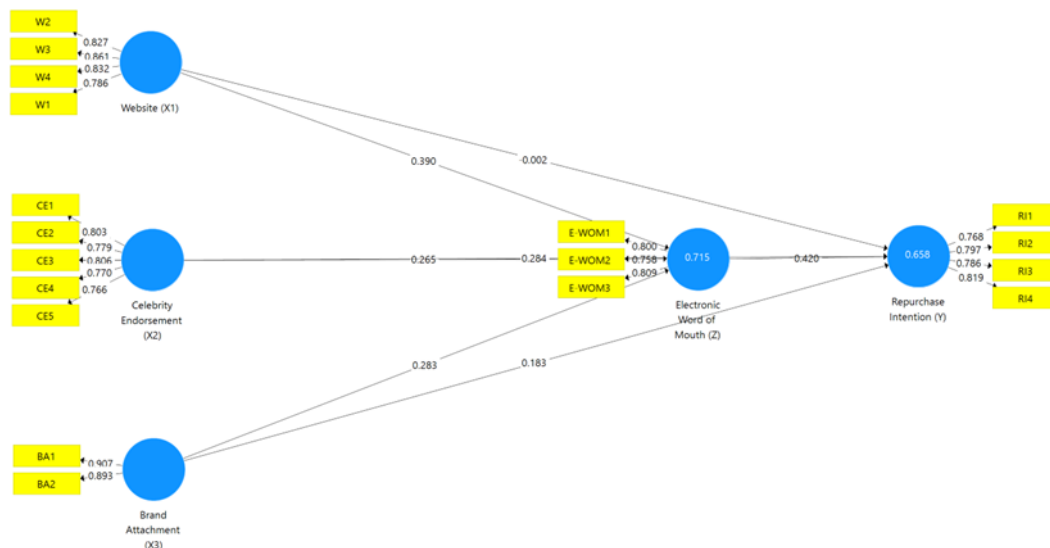 W2
W3
W4
W1
0.827
0.861
0.832
0.786
Website (X1)
0.390
-0.002
CE1
CE2
CE3
CE4
CE5
0.803
0.779
0.806
0.770
0.766
Celebrity
Endorsement
(X2)
0.265
0.284
E-WOM1
E-WOM2
E-WOM3
0.800
0.758
0.809
0.715
Electronic
Word of
Mouth (Z)
0.420
0.658
Repurchase
Intention (Y)
0.768
0.797
0.786
0.819
RI1
RI2
RI3
RI4
0.283
0.183
BA1
BA2
0.907
0.893
Brand
Attachment
(X3)